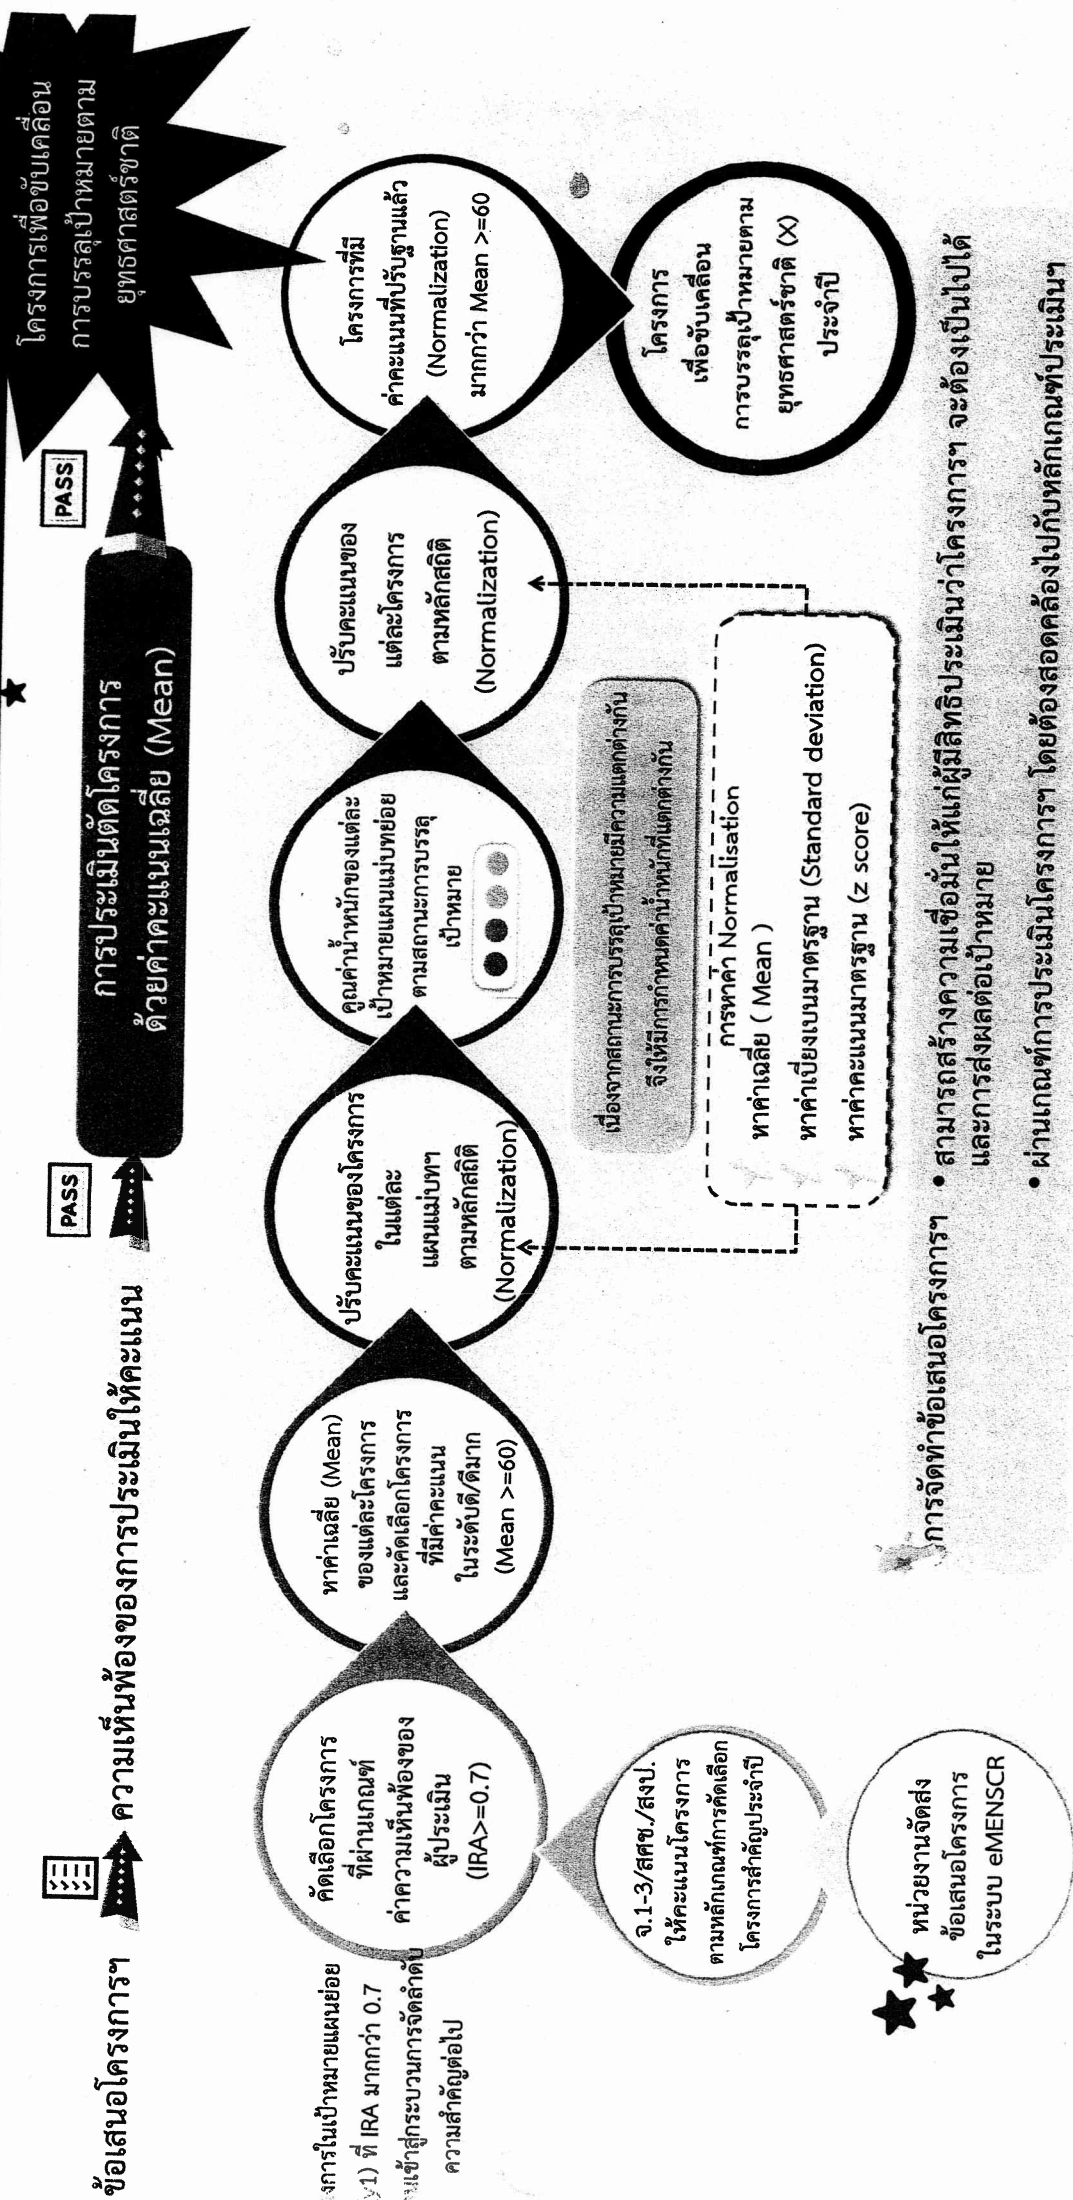 ข้อเสนอโครงการฯ
ความเห็นพ้องของการประเมินให้คะแนน
PASS
การประเมินตัดโครงการ
ด้วยค่าคะแนนเฉลี่ย (Mean)
PASS
โครงการเพื่อขับเคลื่อน
การบรรลุเป้าหมายตาม
ยุทธศาสตร์ชาติ
งการในเป้าหมายแผนย่อย
y1) ที่ IRA มากกว่า 0.7
เข้าสู่กระบวนการจัดลำดับ
ความสำคัญต่อไป
หน่วยงานจัดส่ง
ข้อเสนอโครงการ
ในระบบ eMENSCR
จ.1-3/สศช./สงป.
ให้คะแนนโครงการ
ตามหลักเกณฑ์การคัดเลือก
โครงการสำคัญประจำปี
คัดเลือกโครงการ
ที่ผ่านเกณฑ์
ค่าความเห็นพ้องของ
ผู้ประเมิน
(IRA>=0.7)
หาค่าเฉลี่ย (Mean)
ของแต่ละโครงการ
และคัดเลือกโครงการ
ที่มีค่าคะแนน
ในระดับดี/ดีมาก
(Mean >=60)
ปรับคะแนนของโครงการ
ในแต่ละ
แผนแม่บทฯ
ตามหลักสถิติ
(Normalization)
คูณค่าน้ำหนักของแต่ละ
เป้าหมายแผนแม่บทย่อย
ตามสถานะการบรรลุ
เป้าหมาย
ปรับคะแนนของ
แต่ละโครงการ
ตามหลักสถิติ
(Normalization)
โครงการที่มี
ค่าคะแนนที่ปรับฐานแล้ว
(Normalization)
มากกว่า Mean >=60
โครงการ
เพื่อขับเคลื่อน
การบรรลุเป้าหมายตาม
ยุทธศาสตร์ชาติ (X)
ประจำปี
เนื่องจากสถานะการบรรลุเป้าหมายมีความแตกต่างกัน
จึงให้มีการกำหนดค่าน้ำหนักที่แตกต่างกัน
การหาค่า Normalisation
หาค่าเฉลี่ย ( Mean )
หาค่าเบี่ยงเบนมาตรฐาน (Standard deviation)
หาค่าคะแนนมาตรฐาน (z score)
การจัดทำข้อเสนอโครงการฯ
• สามารถสร้างความเชื่อมั่นให้แก่ผู้มีสิทธิประเมินว่าโครงการฯ จะต้องเป็นไปได้
และการส่งผลต่อเป้าหมาย
• ผ่านเกณฑ์การประเมินโครงการฯ โดยต้องสอดคล้องไปกับหลักเกณฑ์ประเมินฯ